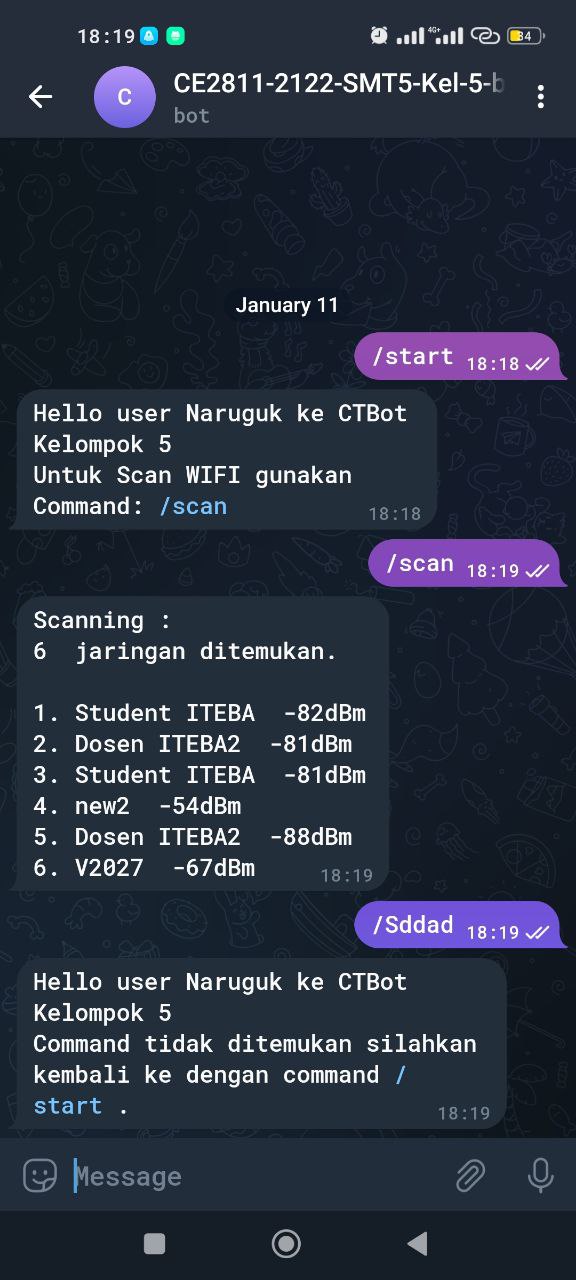 18:19
4G+
84
C
CE2811-2122-SMT5-Kel-5-b
bot
January 11
/start 18:18
Hello user Naruguk ke CTBot
Kelompok 5
Untuk Scan WIFI gunakan
Command: /scan 18:18
/scan 18:19
Scanning :
6 jaringan ditemukan.
1. Student ITEBA -82dBm
2. Dosen ITEBA2 -81dBm
3. Student ITEBA -81dBm
4. new2 -54dBm
5. Dosen ITEBA2 -88dBm
6. V2027 -67dBm 18:19
/Sddad 18:19
Hello user Naruguk ke CTBot
Kelompok 5
Command tidak ditemukan silahkan
kembali ke dengan command /
start . 18:19
Message